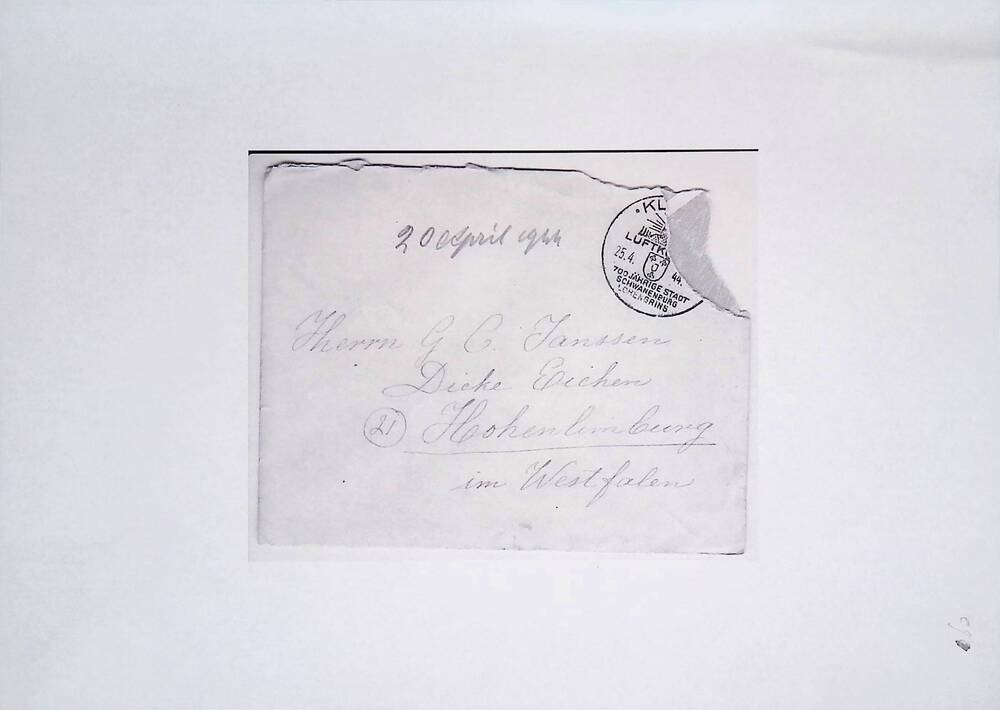 20 April 1944
KL
LUFTK
25.4. 44.
700 JÄHRIGE STADT
SCHWANENBURG
LOHENGRINS
Herrn G C. Janssen
Dicke Eichen
(21) Hohenlimburg
im Westfalen